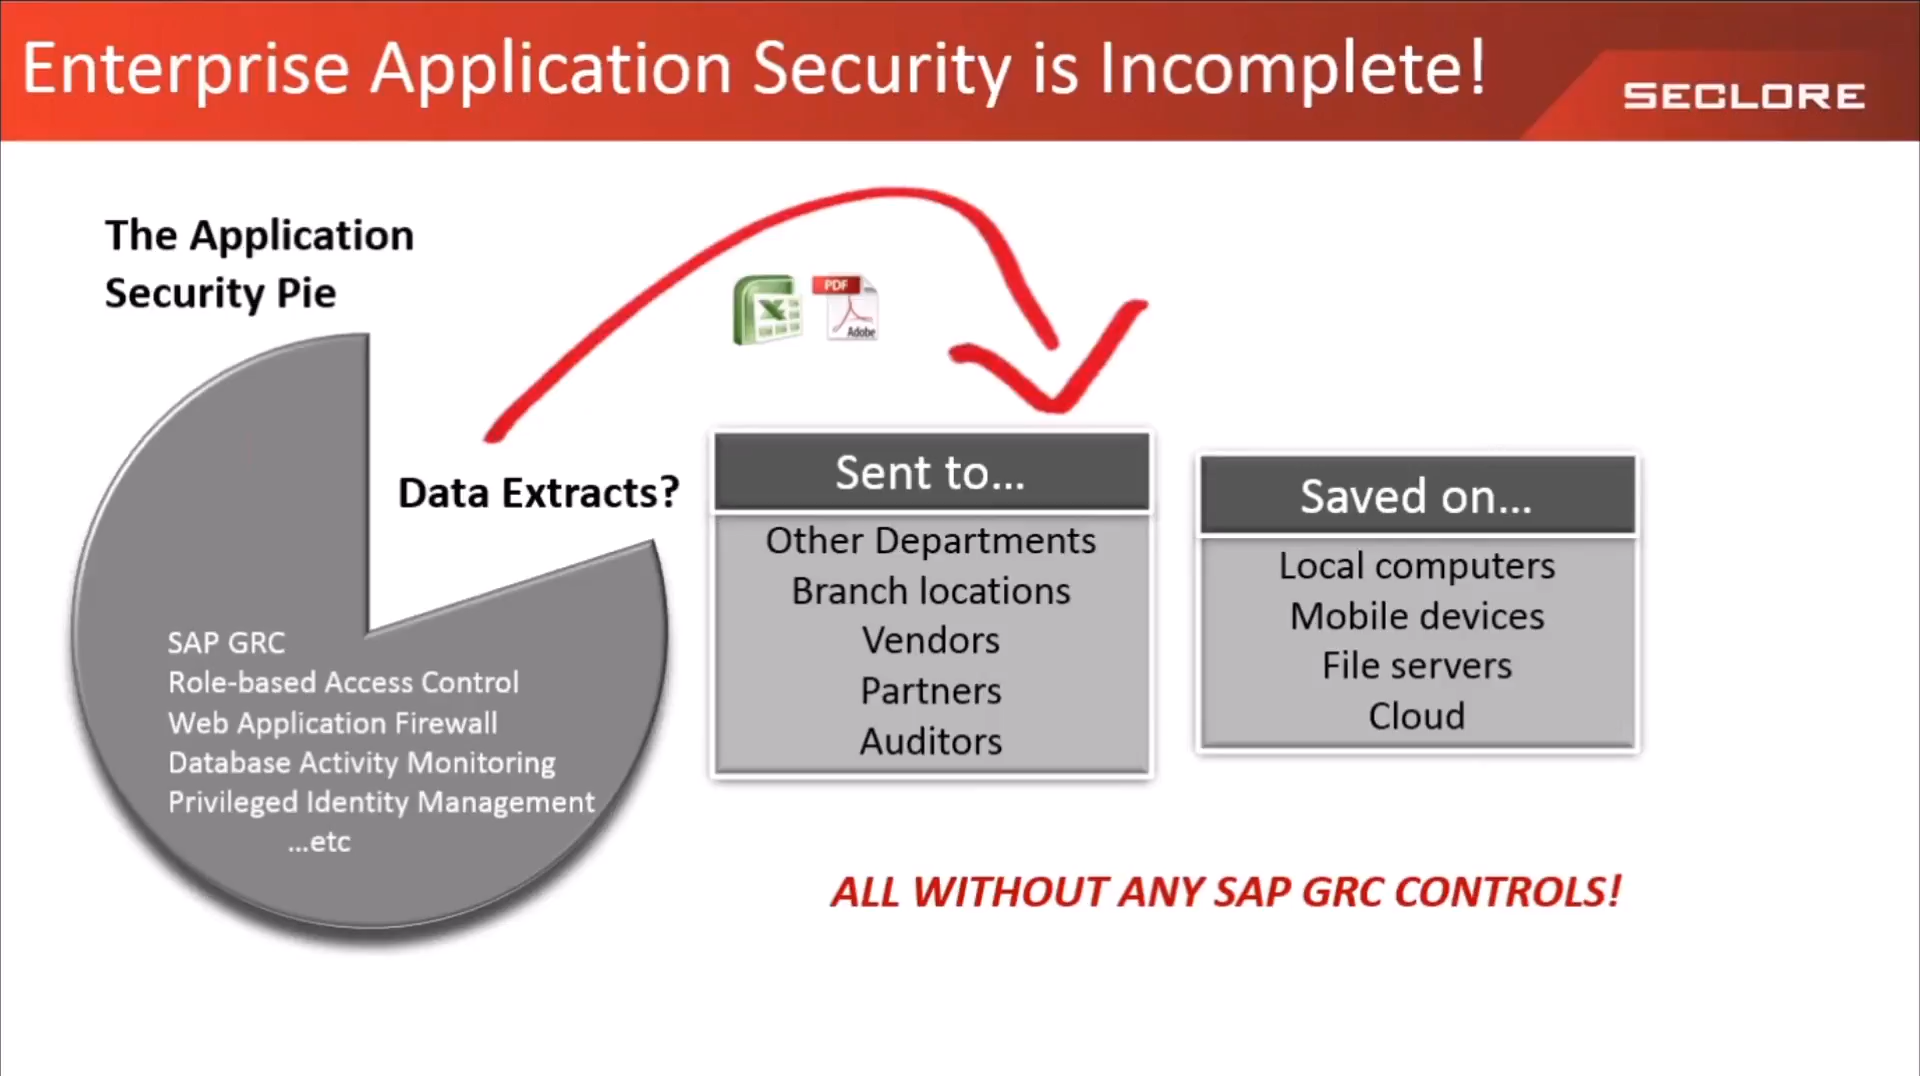 Enterprise Application Security is Incomplete!
SECLORE
The Application
Security Pie
PDF
Adobe
Data Extracts?
SAP GRC
Role-based Access Control
Web Application Firewall
Database Activity Monitoring
Privileged Identity Management
...etc
Sent to...
Other Departments
Branch locations
Vendors
Partners
Auditors
Saved on...
Local computers
Mobile devices
File servers
Cloud
ALL WITHOUT ANY SAP GRC CONTROLS!